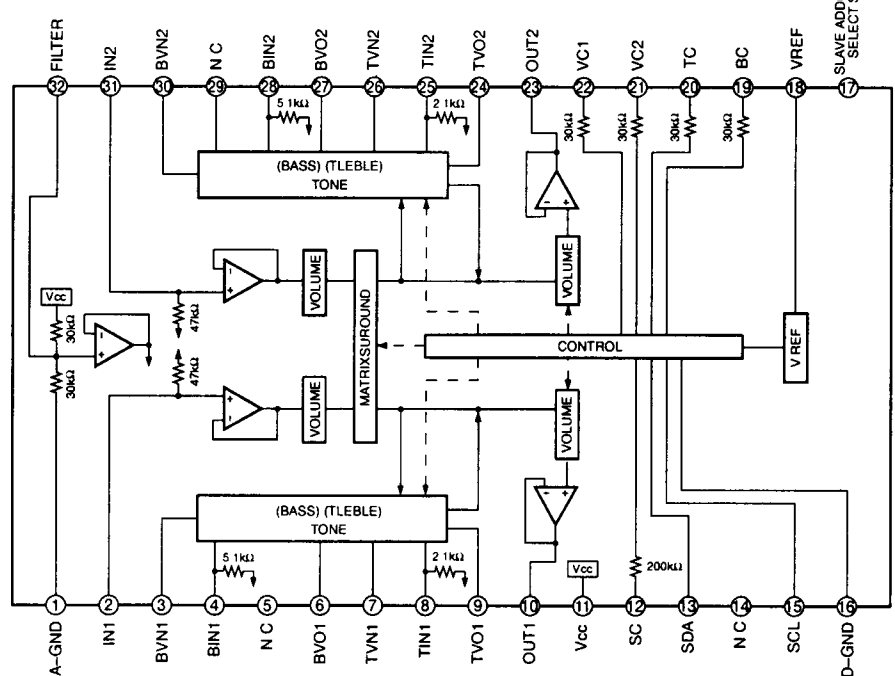 FILTER
IN2
BVN2
N C
BIN2
BVO2
TVN2
TIN2
TVO2
OUT2
VC1
VC2
TC
BC
VREF
SLAVE ADD
SELECT S
32
31
30
29
28
27
26
25
24
23
22
21
20
19
18
17
5 1kΩ
2 1kΩ
30kΩ
30kΩ
30kΩ
30kΩ
(BASS) (TLEBLE)
TONE
- +
Vcc
30kΩ
30kΩ
-
+
47kΩ
47kΩ
-
+
VOLUME
MATRIXSUROUND
VOLUME
CONTROL
V REF
+
-
VOLUME
VOLUME
(BASS) (TLEBLE)
TONE
- +
5 1kΩ
2 1kΩ
Vcc
200kΩ
1
2
3
4
5
6
7
8
9
10
11
12
13
14
15
16
A-GND
IN1
BVN1
BIN1
N C
BVO1
TVN1
TIN1
TVO1
OUT1
Vcc
SC
SDA
N C
SCL
D-GND